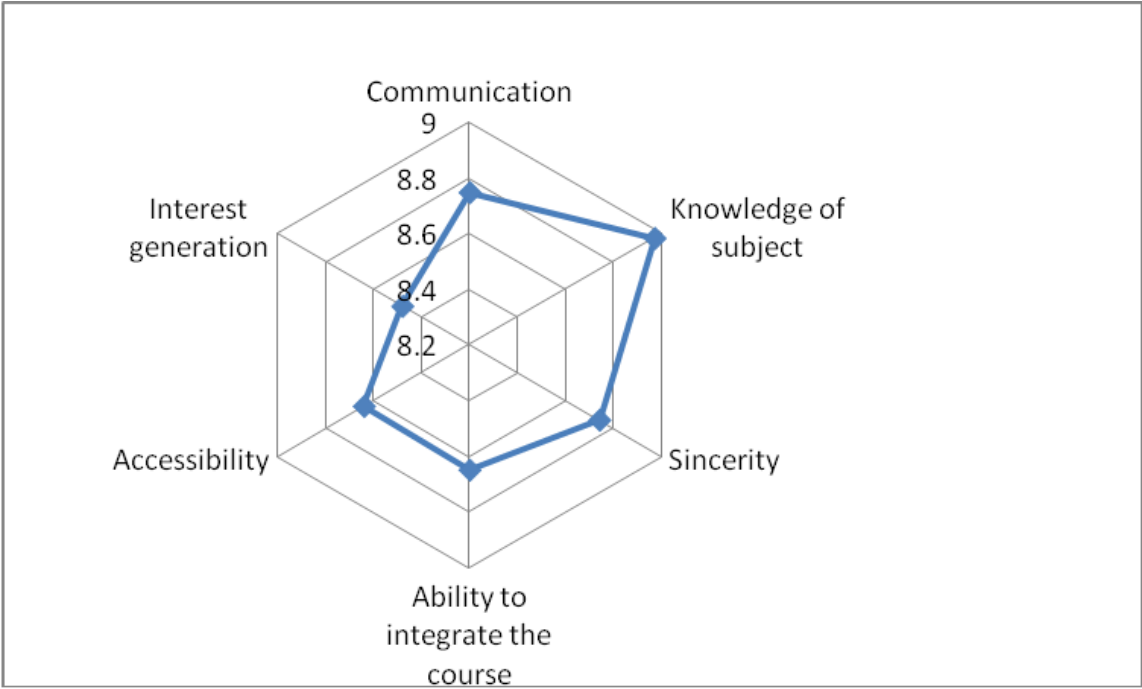 Communication
9
8.8
8.6
8.4
8.2
Knowledge of
subject
Sincerity
Ability to
integrate the
course
Accessibility
Interest
generation